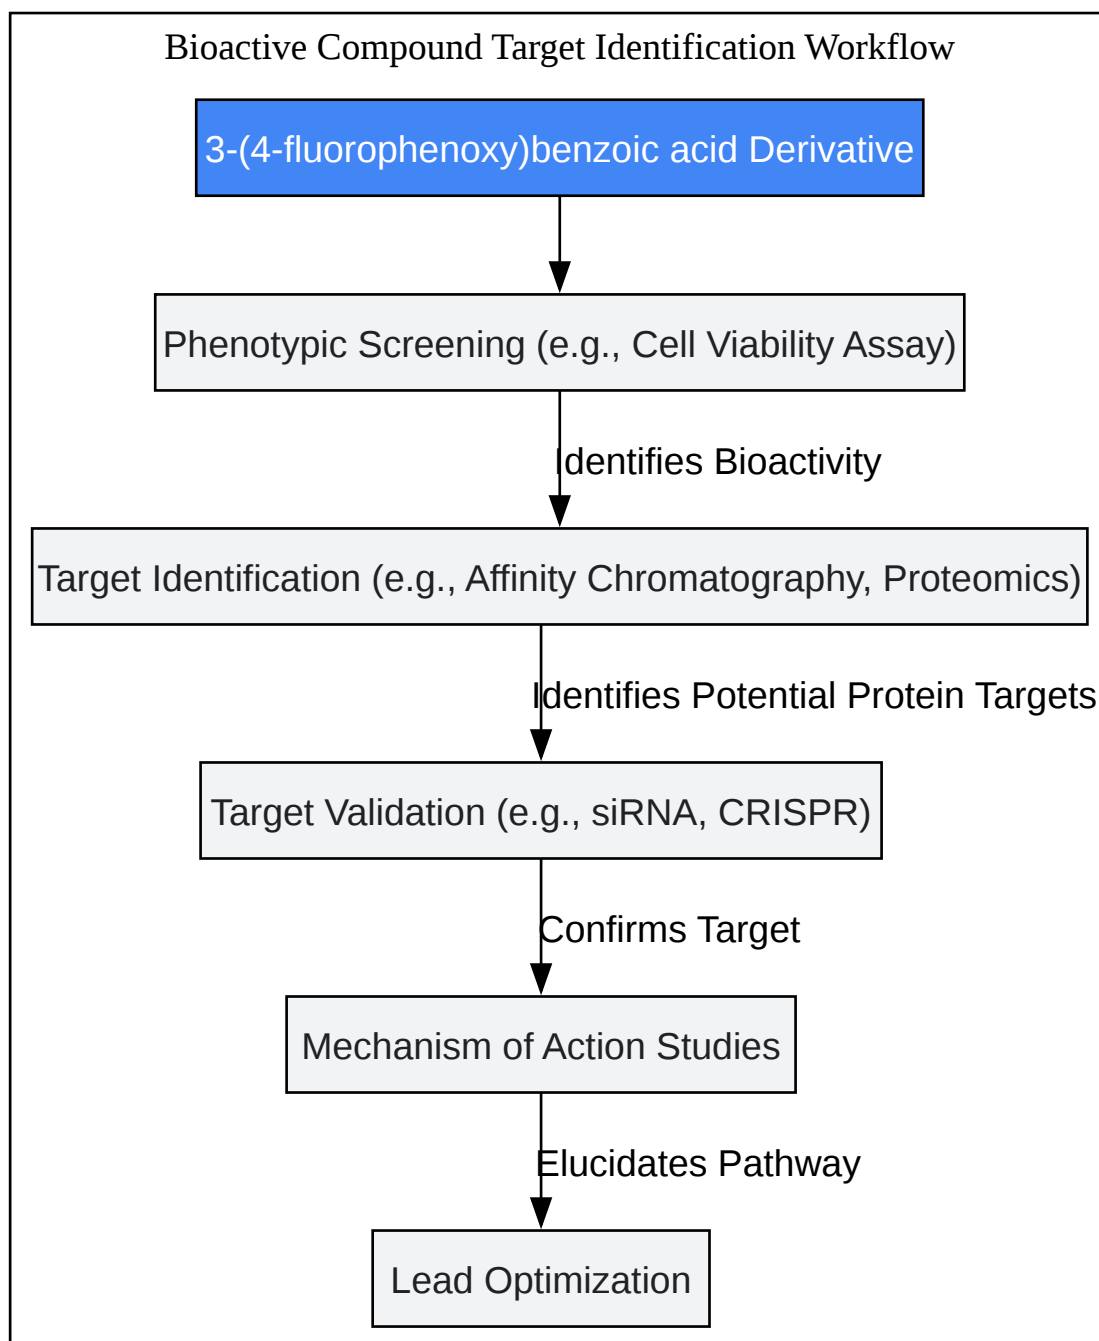 Bioactive Compound Target Identification Workflow
3-(4-fluorophenoxy)benzoic acid Derivative
Phenotypic Screening (e.g., Cell Viability Assay)
Identifies Bioactivity
Target Identification (e.g., Affinity Chromatography, Proteomics)
Identifies Potential Protein Targets
Target Validation (e.g., siRNA, CRISPR)
Confirms Target
Mechanism of Action Studies
Elucidates Pathway
Lead Optimization